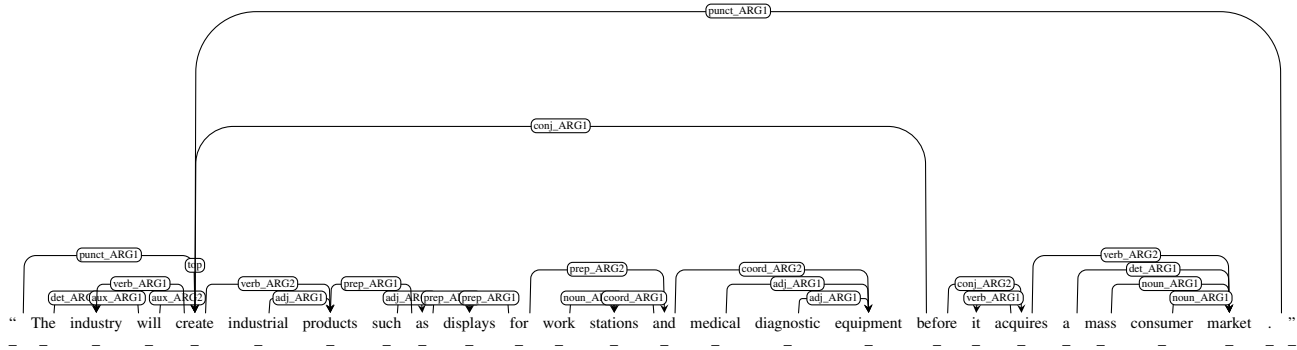 punct_ARG1
conj_ARG1
punct_ARG1 top verb_ARG2
prep_ARG2 coord_ARG2 det_ARG1
verb_ARG1 verb_ARG2 prep_ARG1 adj_ARG1 conj_ARG2 noun_ARG1
aux_ARG1 aux_ARG2 adj_ARG1 prep_ARG1 coord_ARG1 adj_ARG1 verb_ARG1 noun_ARG1
“ The industry will create industrial products such as displays for work stations and medical diagnostic equipment before it acquires a mass consumer market . ”
_ _ _ _ _ _ _ _ _ _ _ _ _ _ _ _ _ _ _ _ _ _ _ _ _ _